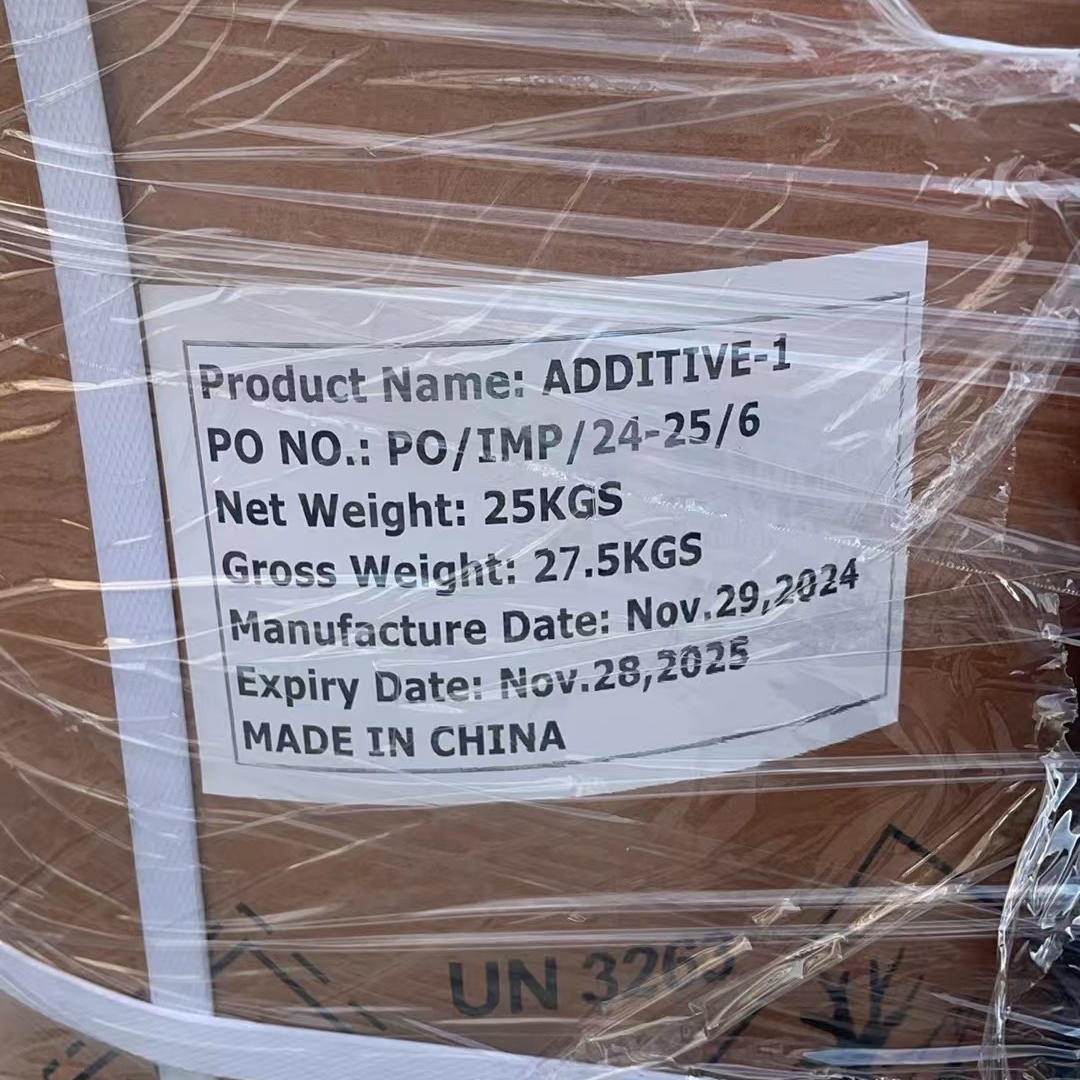 Product Name: ADDITIVE-1
PO NO.: PO/IMP/24-25/6
Net Weight: 25KGS
Gross Weight: 27.5KGS
Manufacture Date: Nov.29,2024
Expiry Date: Nov.28,2025
MADE IN CHINA
UN